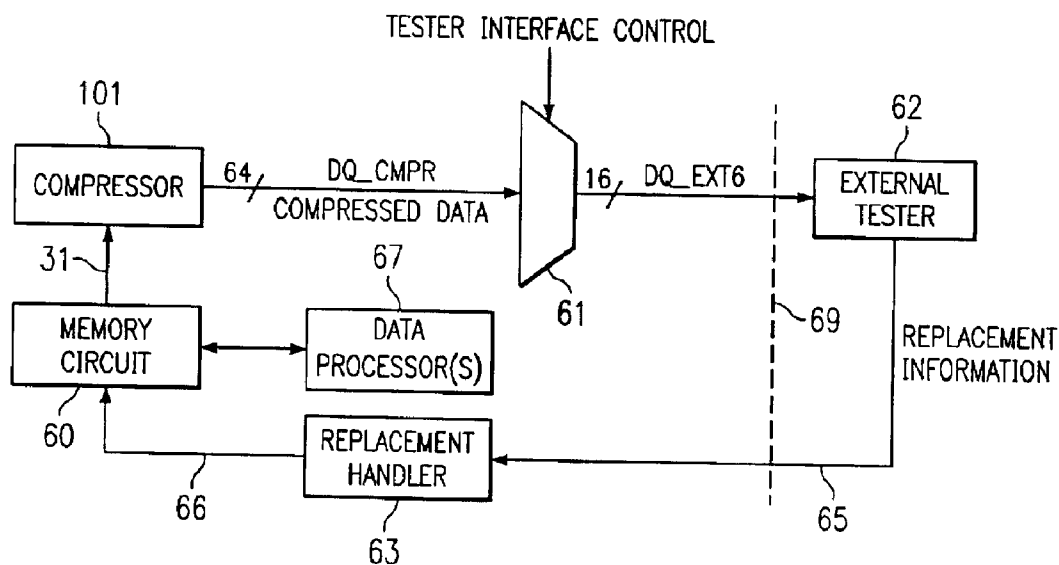 TESTER INTERFACE CONTROL
101
COMPRESSOR
64
DQ_CMPR
COMPRESSED DATA
16
DQ_EXT6
62
EXTERNAL
TESTER
31
67
61
69
MEMORY
CIRCUIT
DATA
PROCESSOR(S)
REPLACEMENT
INFORMATION
60
REPLACEMENT
HANDLER
66
63
65